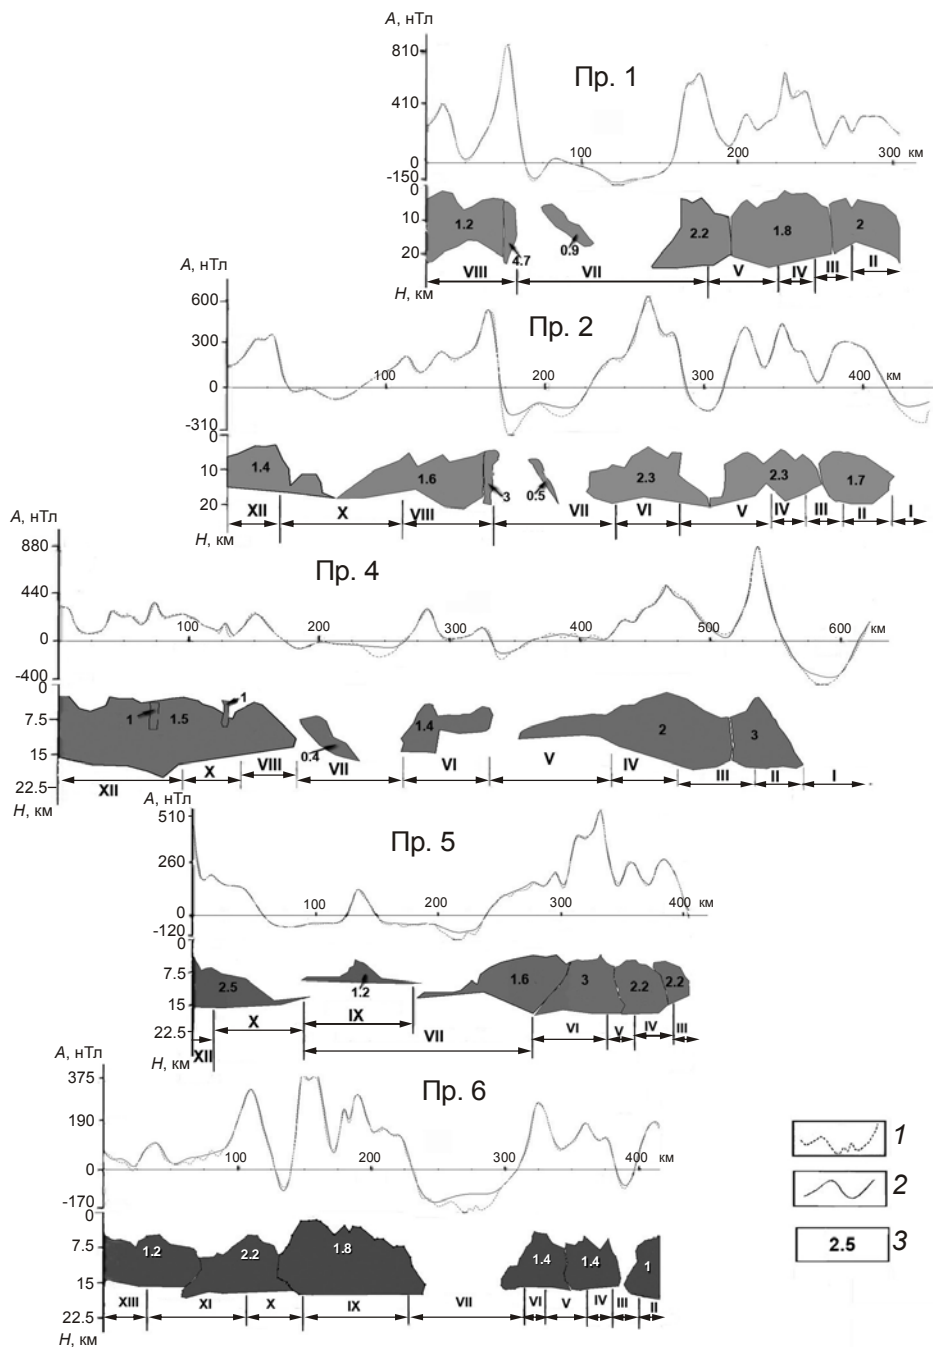 A, нТл
810
Пр. 1
410
0
100
200
300
км
-150
0
10
20
1.2
4.7
0.9
2.2
1.8
2
VIII
VII
V
IV
III
II
H, км
A, нТл
600
Пр. 2
300
0
100
200
300
400
км
-310
0
10
20
1.4
1.6
3
0.5
2.3
2.3
1.7
XII
X
VIII
VII
VI
V
IV
III
II
I
H, км
A, нТл
880
Пр. 4
440
0
100
200
300
400
500
600
км
-400
0
7.5
15
22.5
1
1.5
1
0.4
1.4
2
3
XII
X
VIII
VII
VI
V
IV
III
II
I
H, км
A, нТл
510
Пр. 5
260
0
100
200
300
400
км
-120
0
7.5
15
22.5
2.5
1.2
1.6
3
2.2
2.2
XII
X
IX
VII
VI
V
IV
III
H, км
A, нТл
375
Пр. 6
190
0
100
200
300
400
км
-170
0
7.5
15
22.5
1.2
2.2
1.8
1.4
1.4
1
XIII
XI
X
IX
VII
VI
V
IV
III
II
H, км
1
2
2.5 3